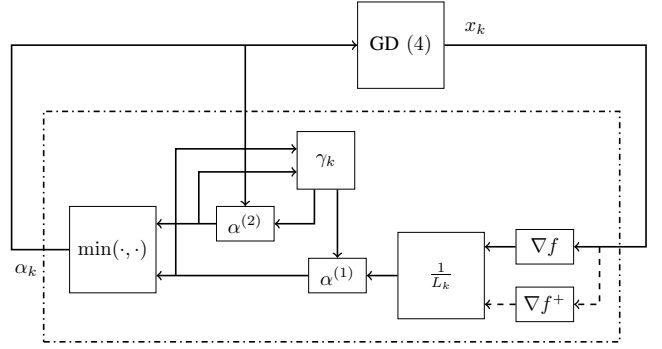 GD (4)
x_k
γ_k
α^{(2)}
min(·, ·)
α_k
α^{(1)}
1/L_k
∇f
∇f^+